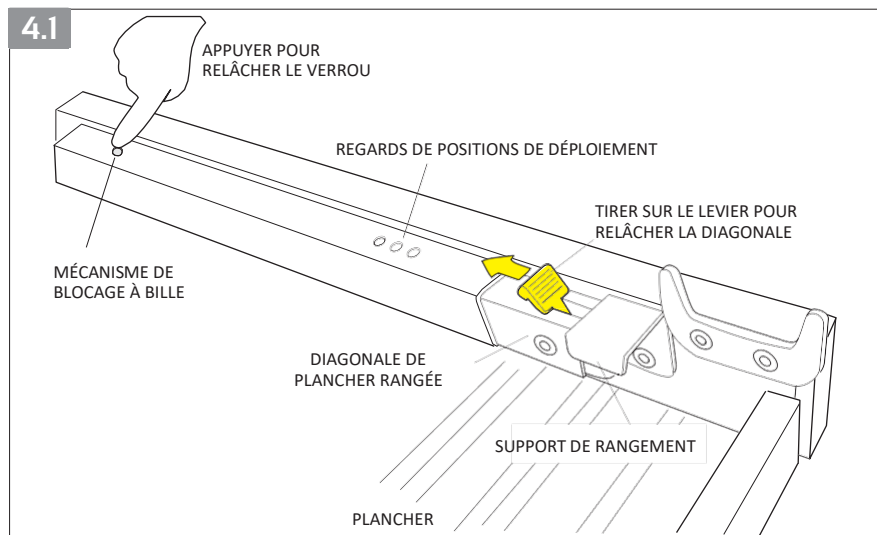 4.1
APPUYER POUR
RELÂCHER LE VERROU
REGARDS DE POSITIONS DE DÉPLOIEMENT
TIRER SUR LE LEVIER POUR
RELÂCHER LA DIAGONALE
MÉCANISME DE
BLOCAGE À BILLE
DIAGONALE DE
PLANCHER RANGÉE
SUPPORT DE RANGEMENT
PLANCHER